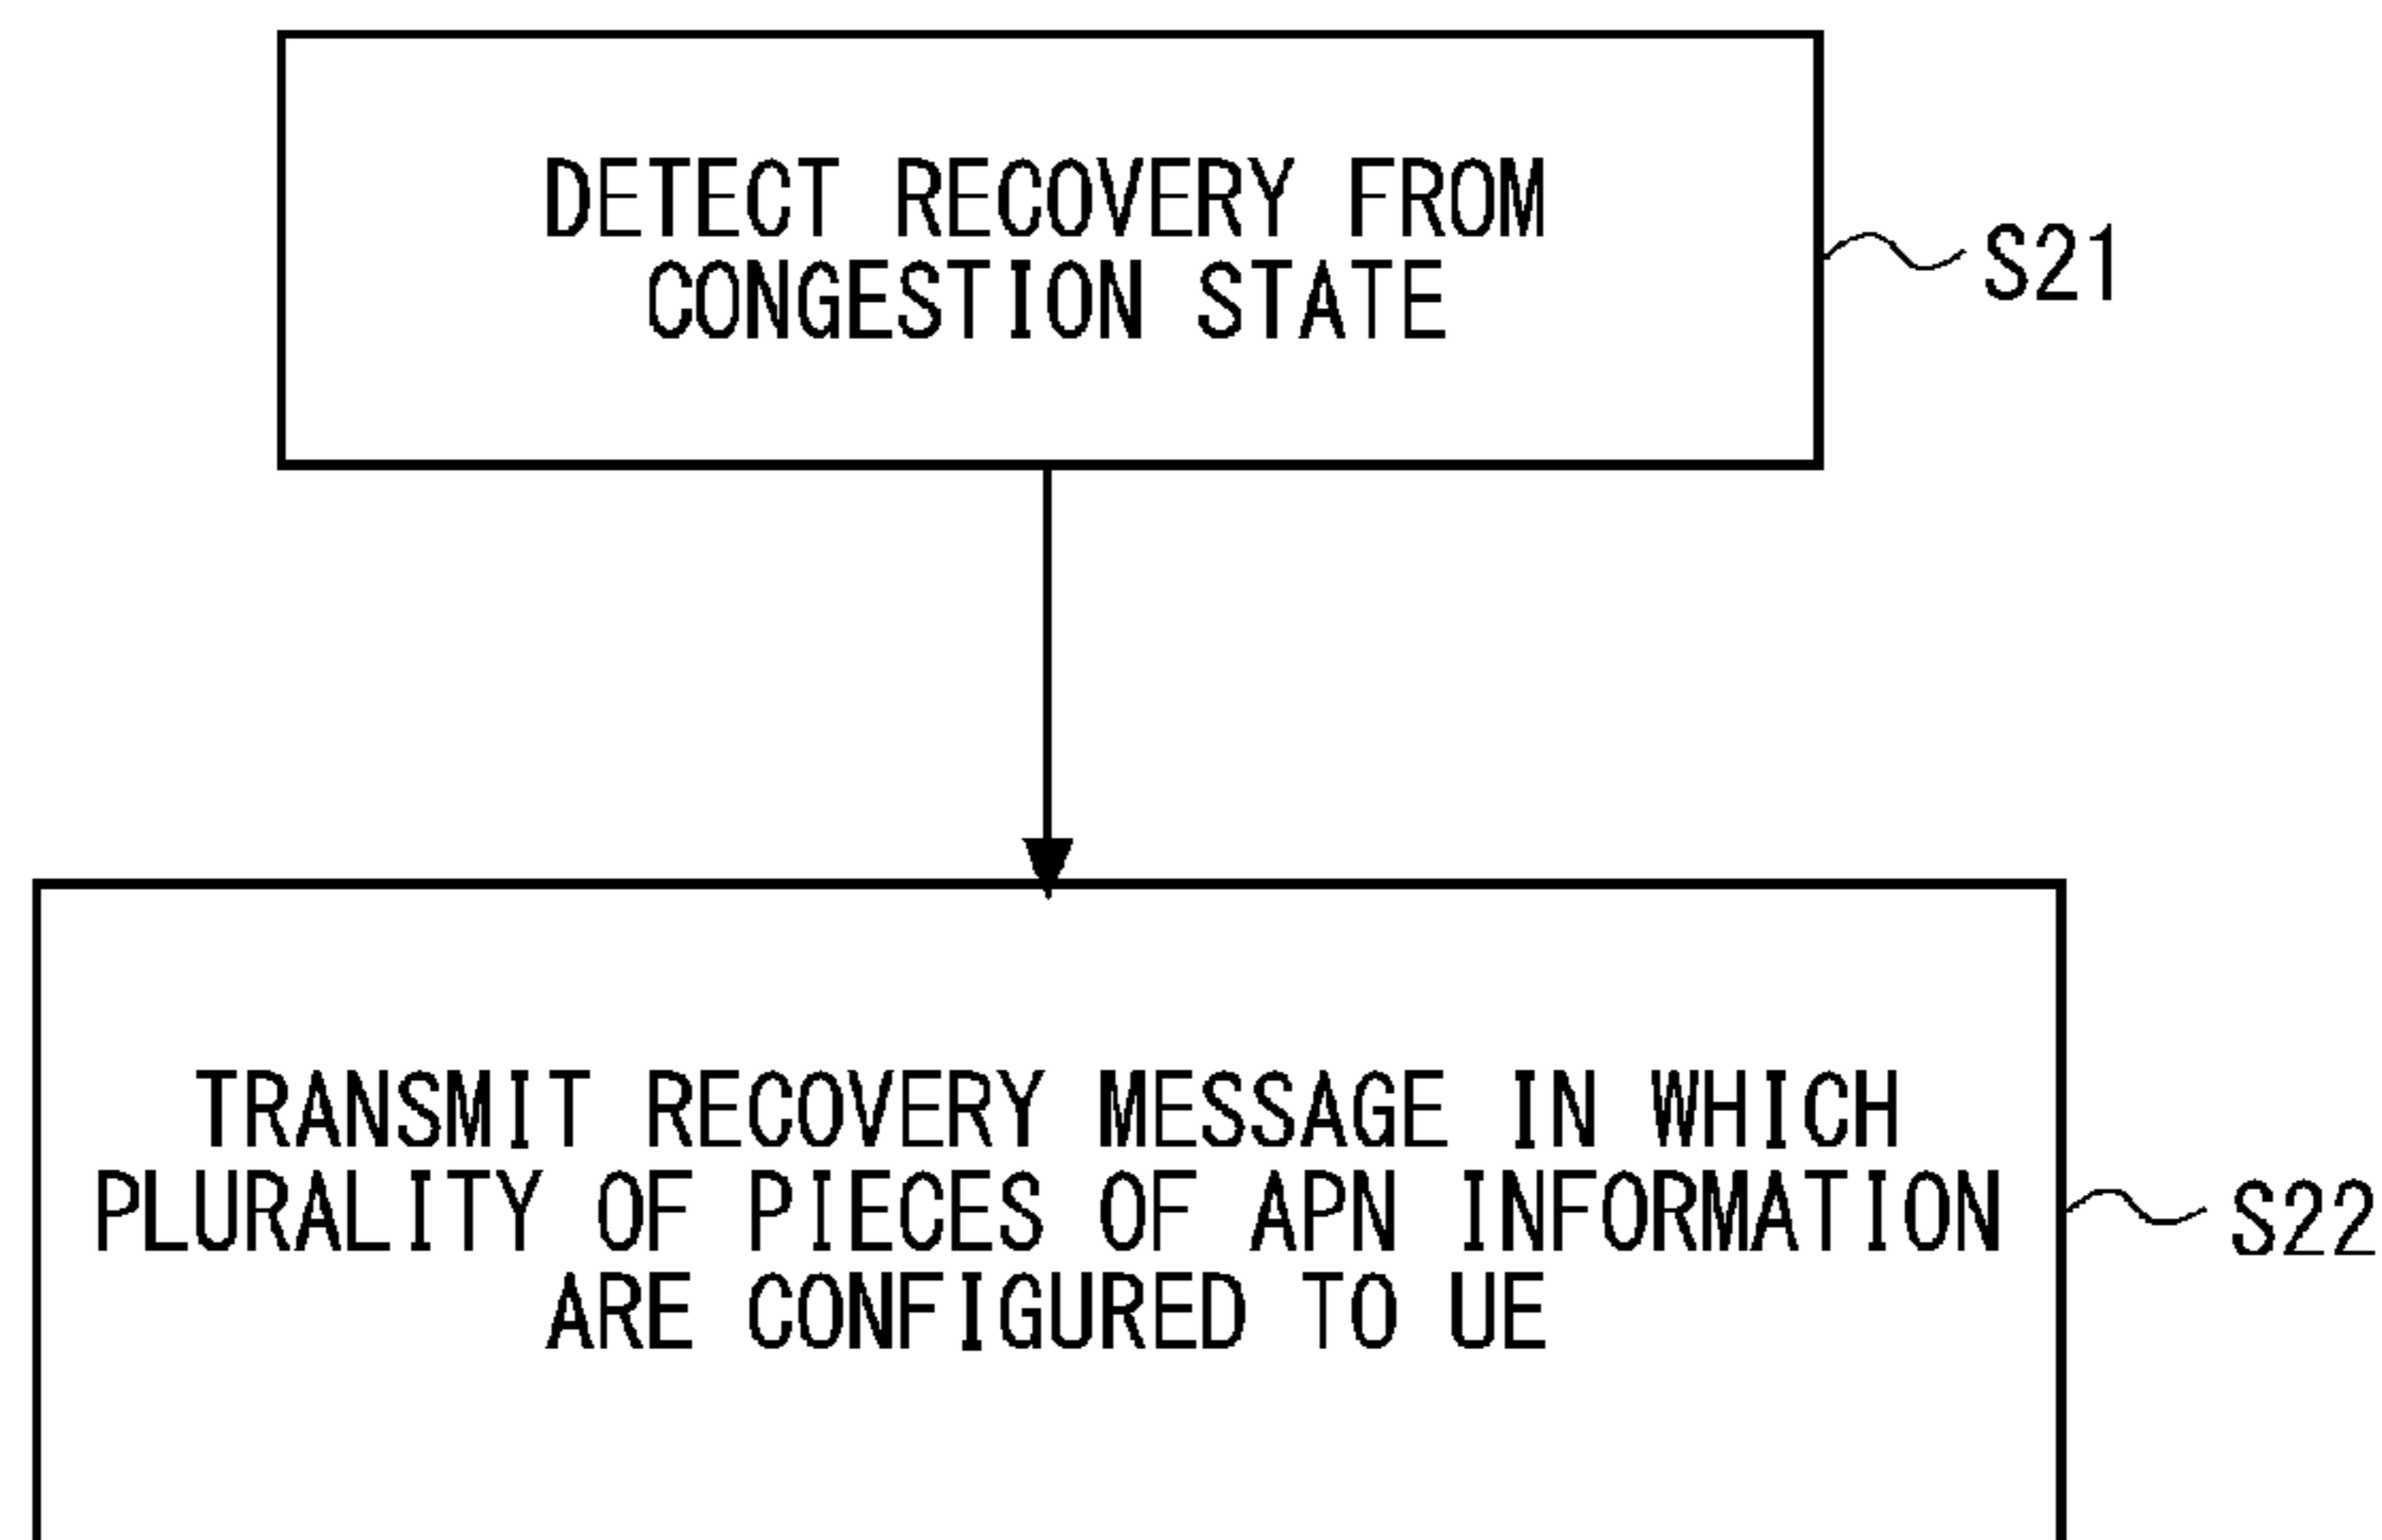 DETECT RECOVERY FROM
CONGESTION STATE
S21
TRANSMIT RECOVERY MESSAGE IN WHICH
PLURALITY OF PIECES OF APN INFORMATION
ARE CONFIGURED TO UE
S22